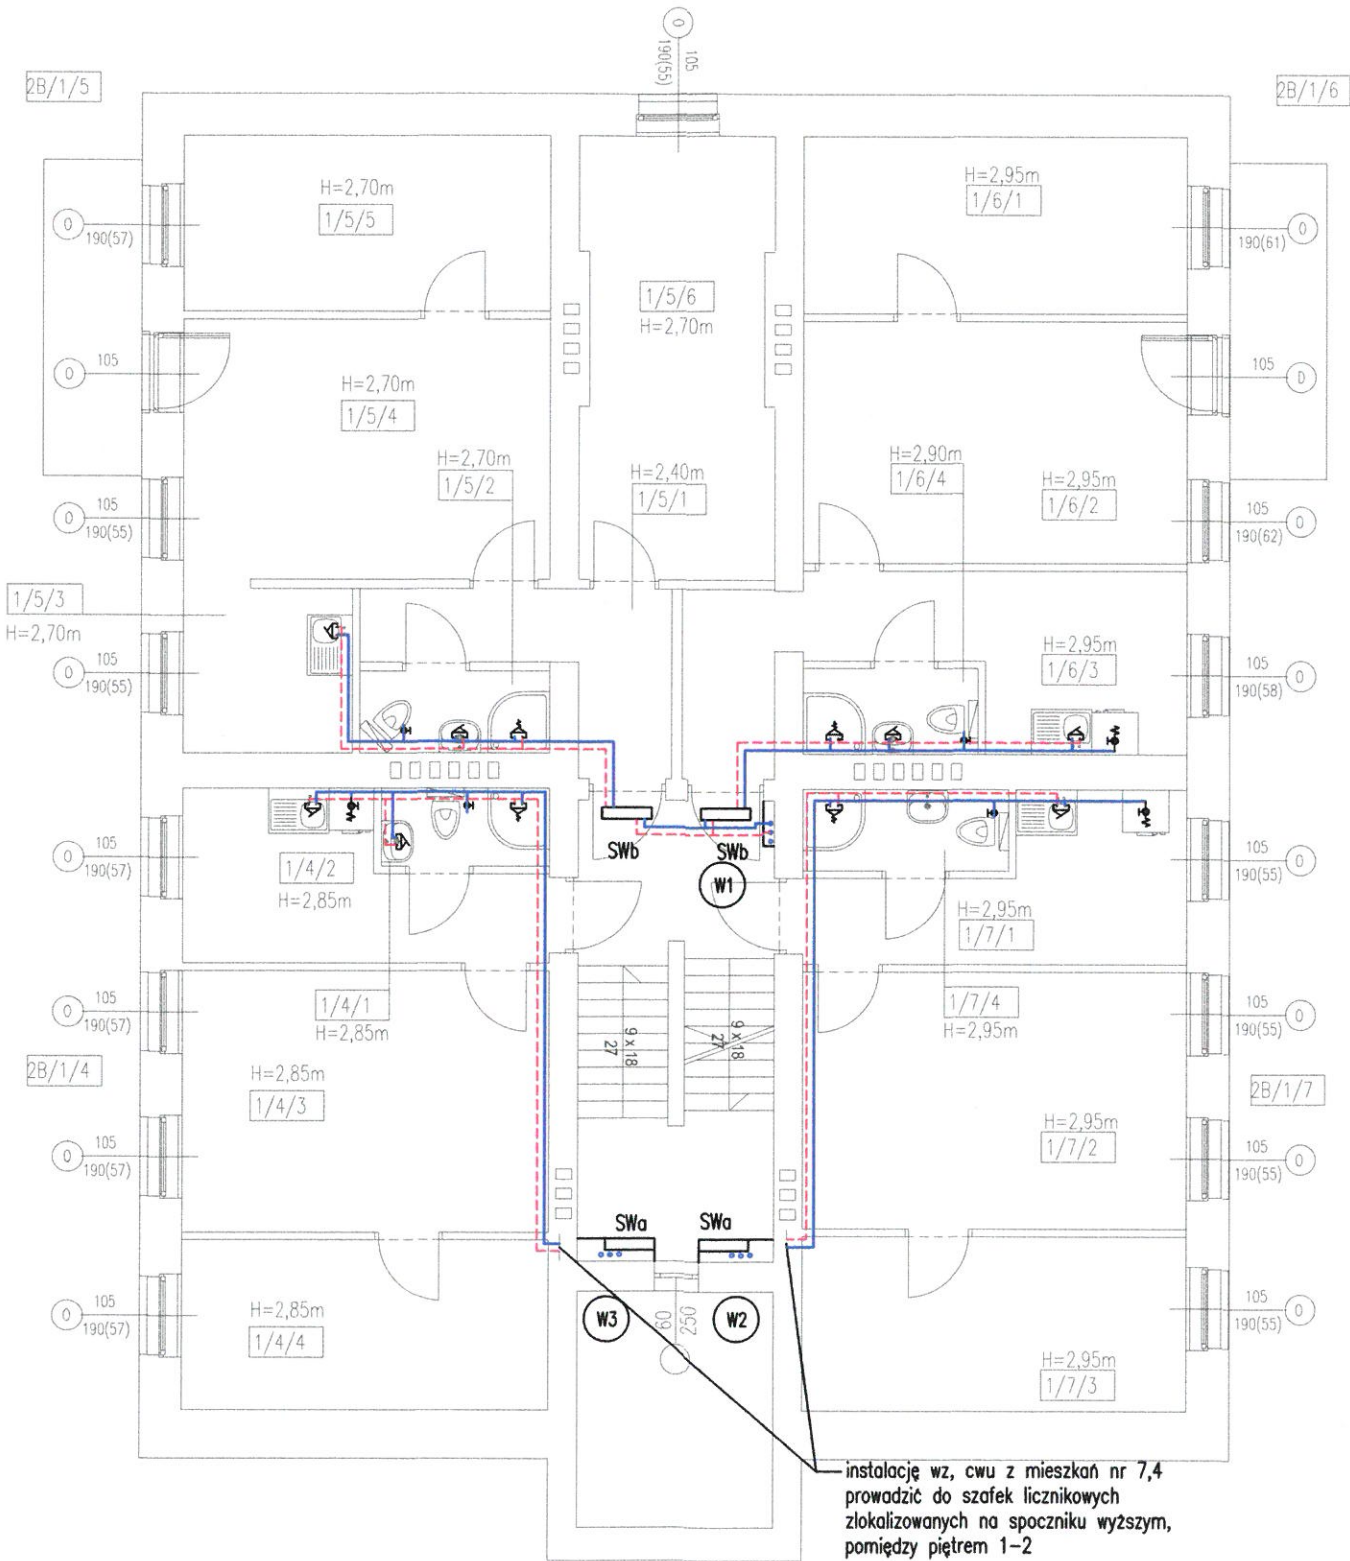 O
105
190(55)
2B/1/5
2B/1/6
H=2,70m
1/5/5
H=2,95m
1/6/1
O
190(57)
190(61)
O
1/5/6
H=2,70m
O
105
H=2,70m
1/5/4
105
D
H=2,70m
1/5/2
H=2,40m
1/5/1
H=2,90m
1/6/4
H=2,95m
1/6/2
O
105
190(55)
105
190(62)
O
1/5/3
H=2,70m
O
105
190(55)
H=2,95m
1/6/3
105
190(58)
O
SWb
SWb
W1
O
105
190(57)
1/4/2
H=2,85m
H=2,95m
1/7/1
105
190(55)
O
1/4/1
H=2,85m
1/7/4
H=2,95m
O
105
190(57)
9 x 18
27
9 x 18
27
105
190(55)
O
2B/1/4
2B/1/7
H=2,85m
1/4/3
H=2,95m
1/7/2
O
105
190(57)
105
190(55)
O
SWa
SWa
O
105
190(57)
H=2,85m
1/4/4
W3
60
250
W2
105
190(55)
O
H=2,95m
1/7/3
instalację wz, cwu z mieszkań nr 7,4
prowadzić do szafek licznikowych
zlokalizowanych na spoczniku wyższym,
pomiędzy piętrem 1-2